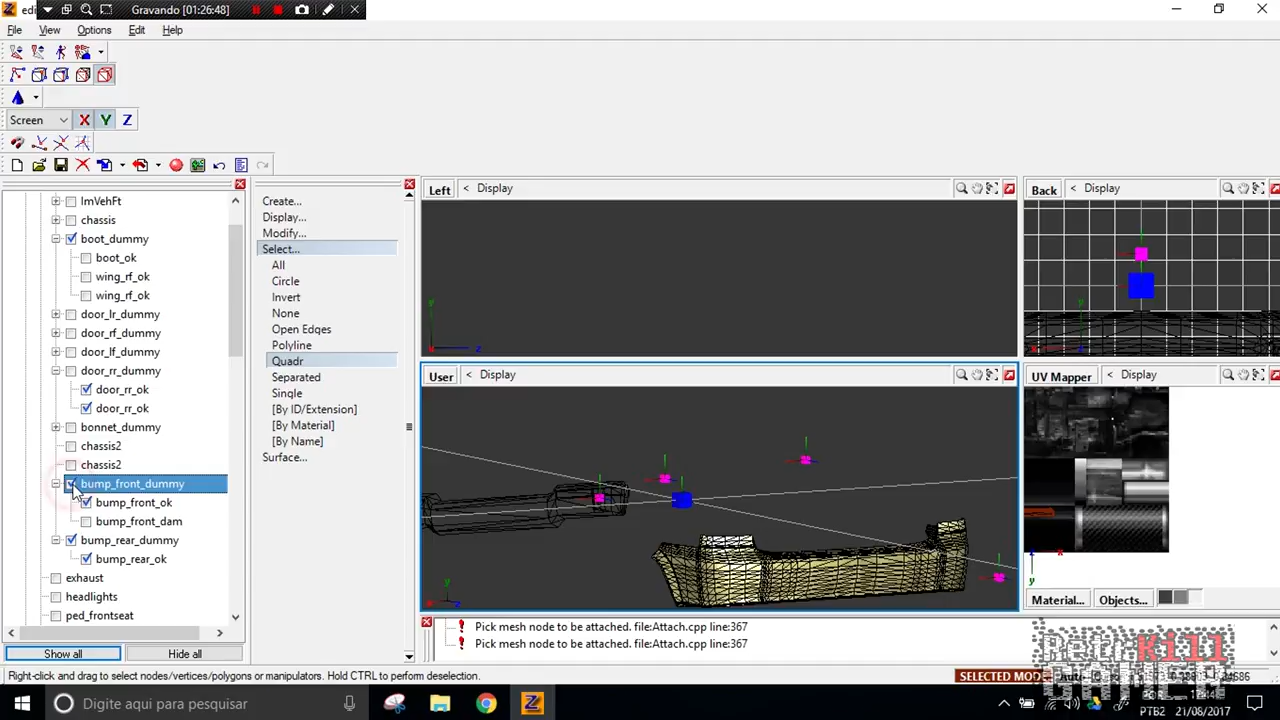 edi
Gravando [01:26:48]
File View Options Edit Help
Screen X Y Z
lmVehFt
chassis
boot_dummy
boot_ok
wing_rf_ok
wing_rf_ok
door_lr_dummy
door_rf_dummy
door_lf_dummy
door_rr_dummy
door_rr_ok
door_rr_ok
bonnet_dummy
chassis2
chassis2
bump_front_dummy
bump_front_ok
bump_front_dam
bump_rear_dummy
bump_rear_ok
exhaust
headlights
ped_frontseat
Show all Hide all
Create...
Display...
Modify...
Select...
All
Circle
Invert
None
Open Edges
Polyline
Quadr
Separated
Single
[By ID/Extension]
[By Material]
[By Name]
Surface...
Left < Display
Back < Display
User < Display
UV Mapper < Display
Material... Objects...
Pick mesh node to be attached. file:Attach.cpp line:367
Pick mesh node to be attached. file:Attach.cpp line:367
Right-click and drag to select nodes/vertices/polygons or manipulators. Hold CTRL to perform deselection.
SELECTED MOD
Auto
RetroKill
GAMER
Digite aqui para pesquisar
PTB2 21/08/2017